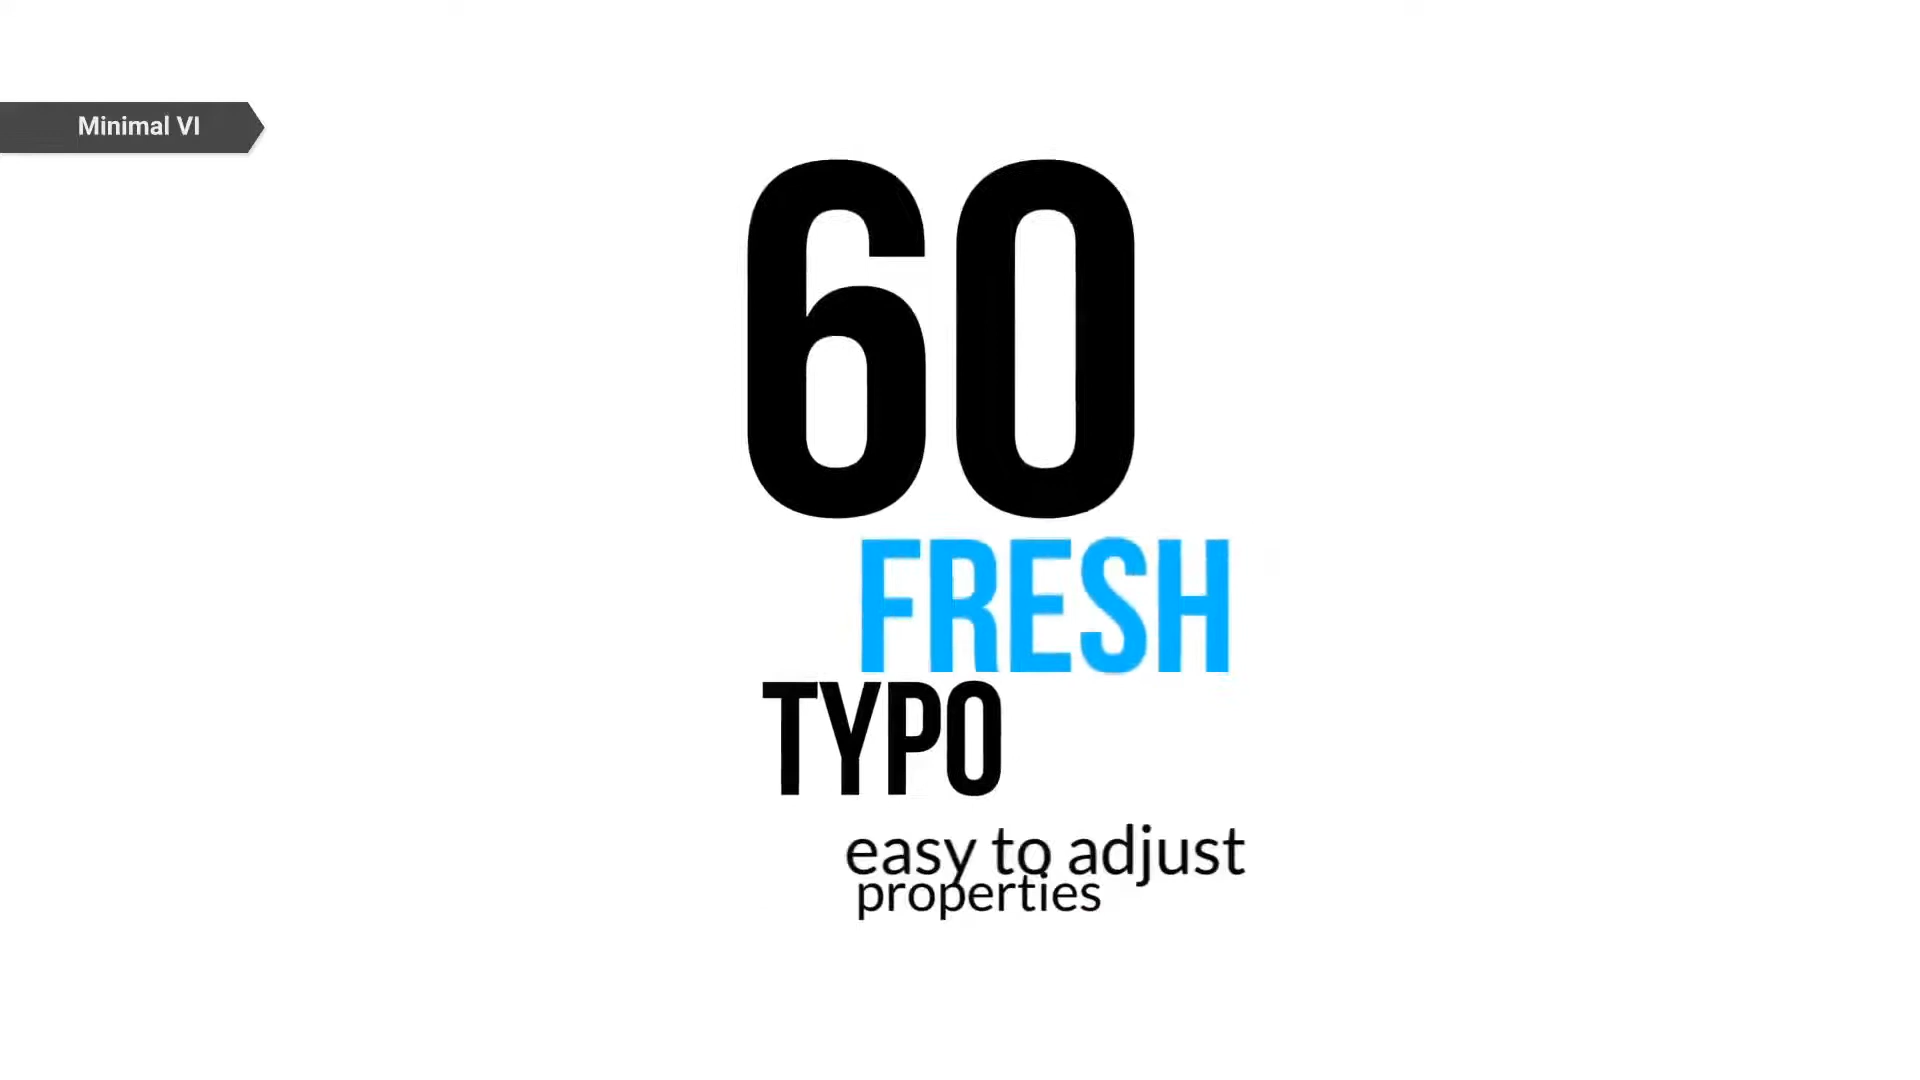 Minimal VI
60
FRESH
TYPO
easy to adjust
properties